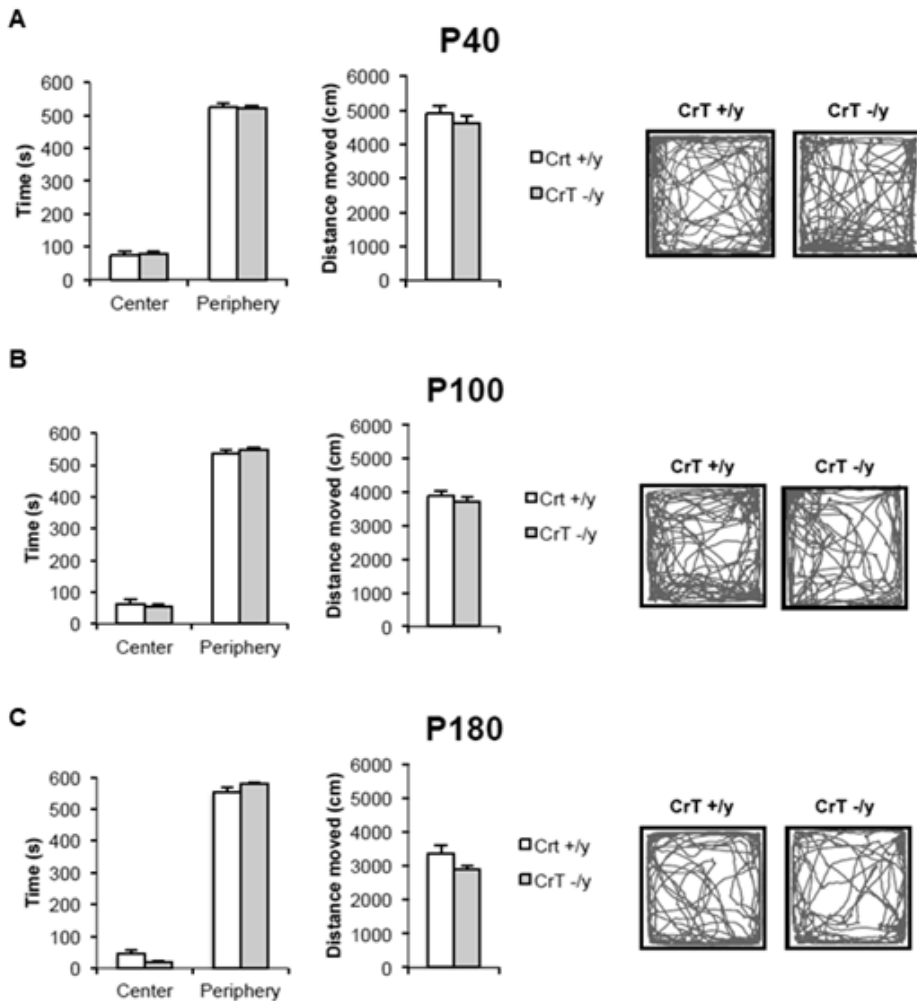 A
P40
600
500
400
300
200
100
0
Time (s)
Center Periphery
6000
5000
4000
3000
2000
1000
0
Distance moved (cm)
Crt +/y
CrT -/y
CrT +/y CrT -/y
B
P100
600
500
400
300
200
100
0
Time (s)
Center Periphery
6000
5000
4000
3000
2000
1000
0
Distance moved (cm)
Crt +/y
CrT -/y
CrT +/y CrT -/y
C
P180
600
500
400
300
200
100
0
Time (s)
Center Periphery
6000
5000
4000
3000
2000
1000
0
Distance moved (cm)
Crt +/y
CrT -/y
CrT +/y CrT -/y